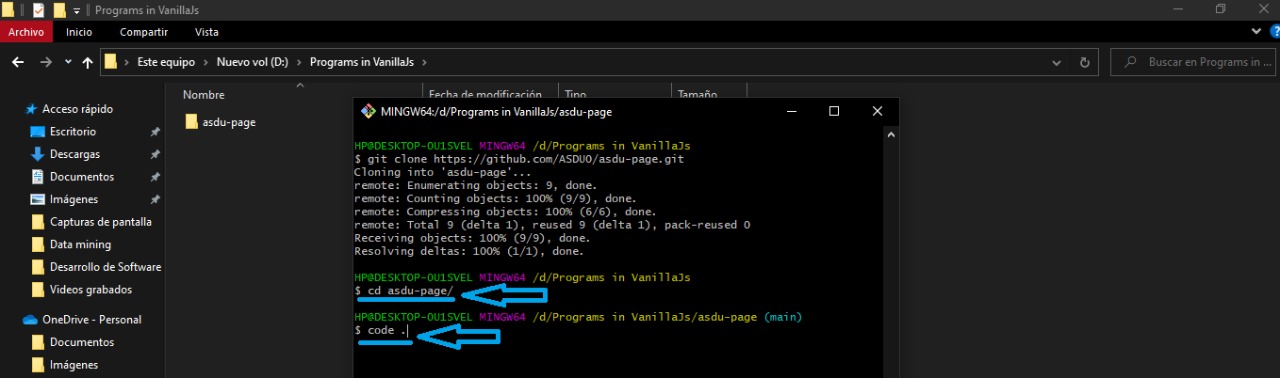 Programs in VanillaJs
Archivo Inicio Compartir Vista
Este equipo Nuevo vol (D:) Programs in VanillaJs
Buscar en Programs in ...
Nombre Fecha de modificación Tipo Tamaño
Acceso rápido
Escritorio
Descargas
Documentos
Imágenes
Capturas de pantalla
Data mining
Desarrollo de Software
Videos grabados
OneDrive - Personal
Documentos
Imágenes
asdu-page
MINGW64:/d/Programs in VanillaJs/asdu-page
HP@DESKTOP-OU1SVEL MINGW64 /d/Programs in VanillaJs
$ git clone https://github.com/ASDUO/asdu-page.git
Cloning into 'asdu-page'...
remote: Enumerating objects: 9, done.
remote: Counting objects: 100% (9/9), done.
remote: Compressing objects: 100% (6/6), done.
remote: Total 9 (delta 1), reused 9 (delta 1), pack-reused 0
Receiving objects: 100% (9/9), done.
Resolving deltas: 100% (1/1), done.
HP@DESKTOP-OU1SVEL MINGW64 /d/Programs in VanillaJs
$ cd asdu-page/
HP@DESKTOP-OU1SVEL MINGW64 /d/Programs in VanillaJs/asdu-page (main)
$ code .